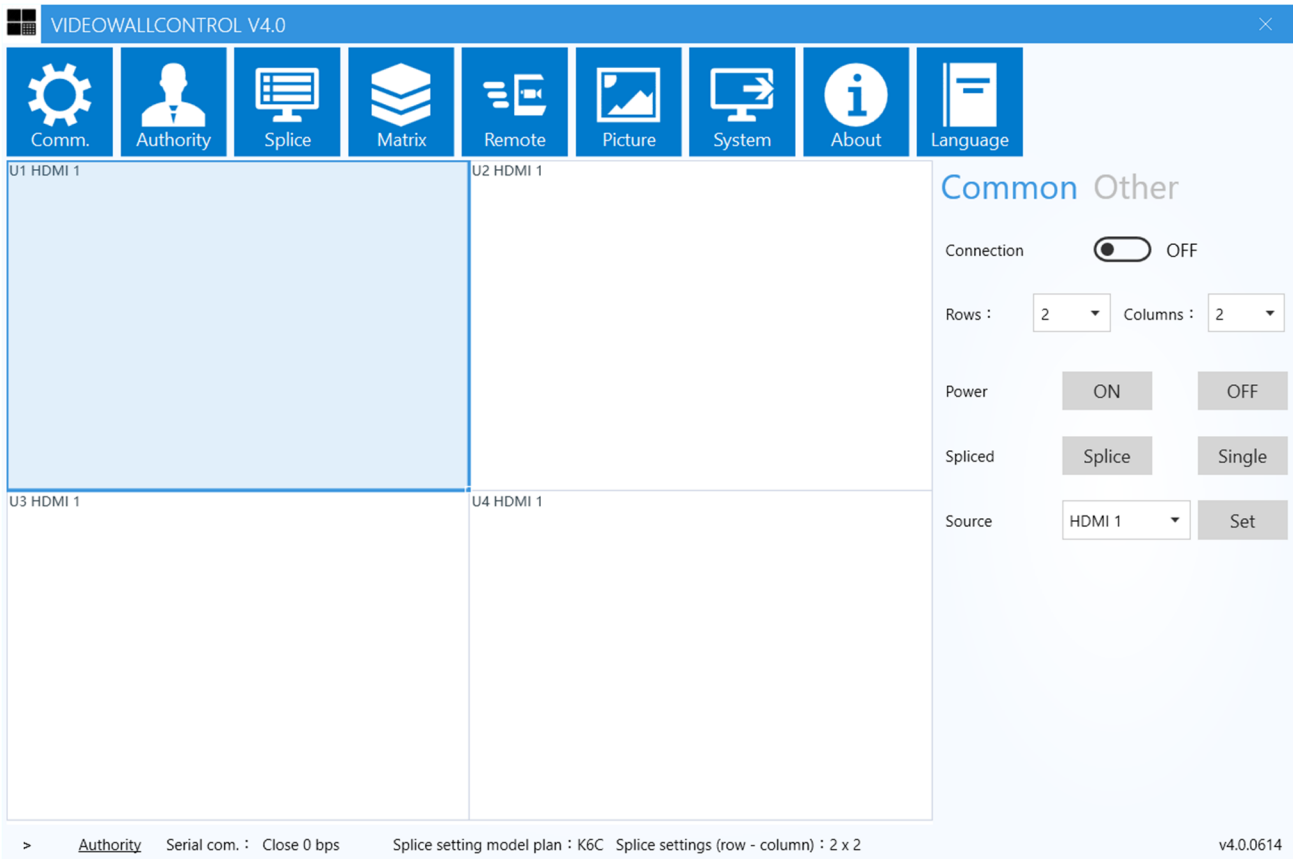 VIDEOWALLCONTROL V4.0
Comm. Authority Splice Matrix Remote Picture System About Language
U1 HDMI 1 U2 HDMI 1
Common Other
Connection OFF
Rows： 2 Columns： 2
Power ON OFF
Spliced Splice Single
U3 HDMI 1 U4 HDMI 1
Source HDMI 1 Set
> Authority Serial com.： Close 0 bps Splice setting model plan：K6C Splice settings (row - column)：2 x 2 v4.0.0614